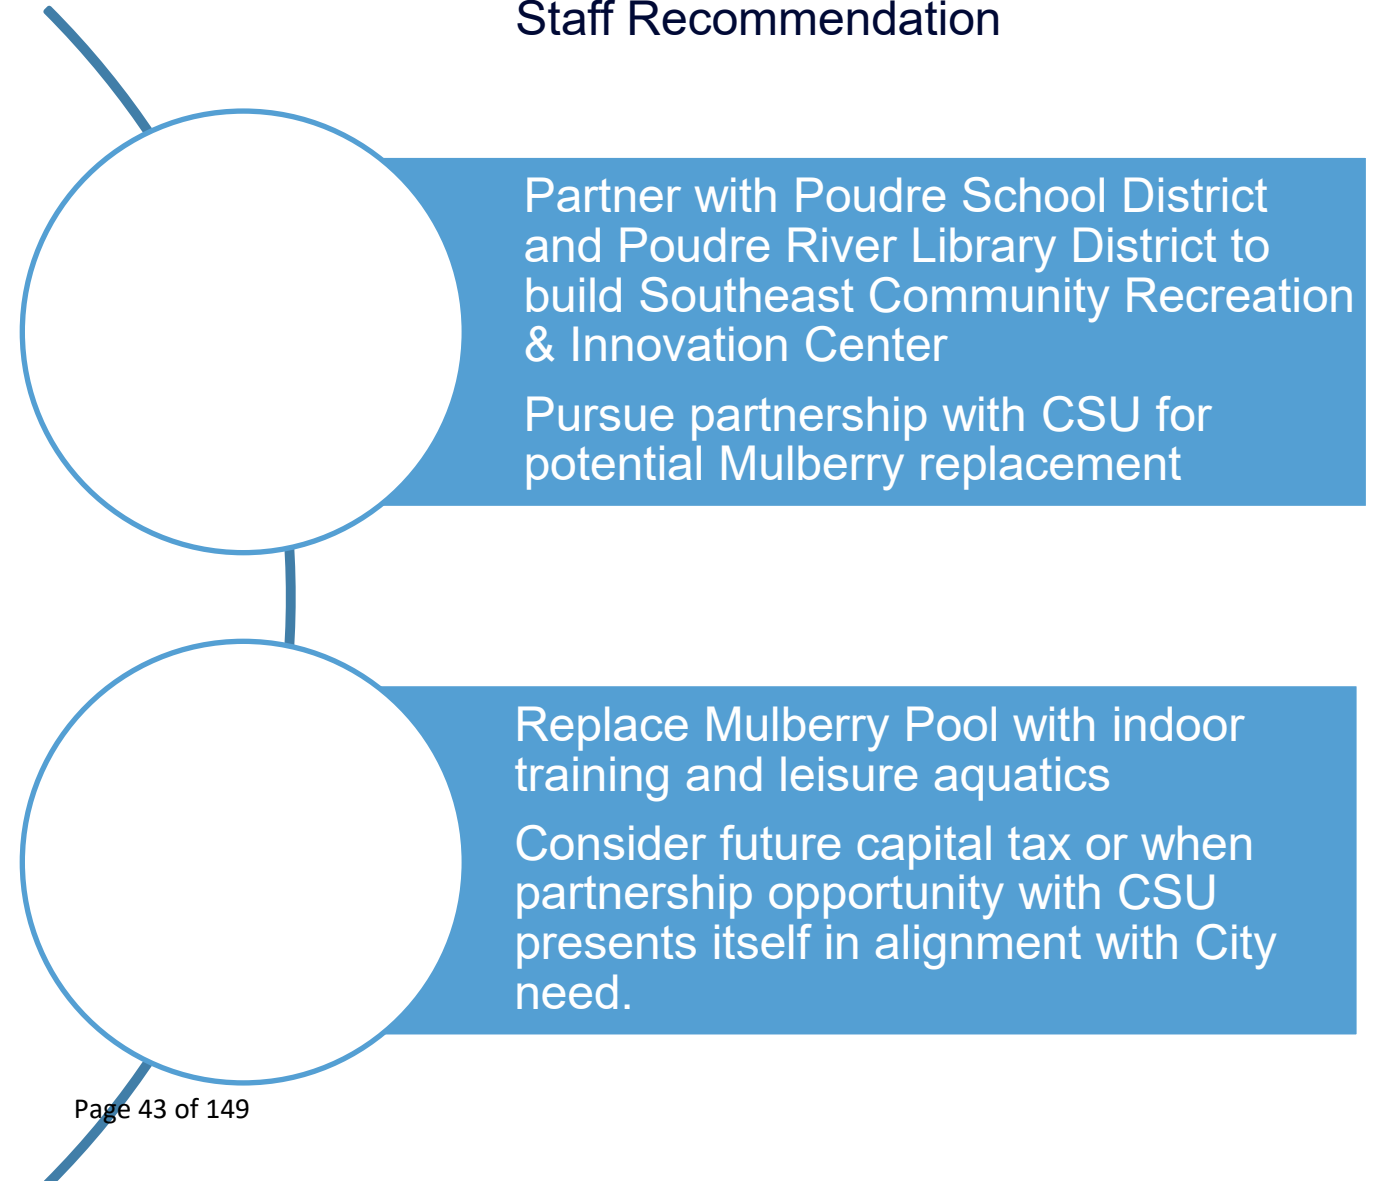 Staff Recommendation
Partner with Poudre School District
and Poudre River Library District to
build Southeast Community Recreation
& Innovation Center
Pursue partnership with CSU for
potential Mulberry replacement
Replace Mulberry Pool with indoor
training and leisure aquatics
Consider future capital tax or when
partnership opportunity with CSU
presents itself in alignment with City
need.
Page 43 of 149